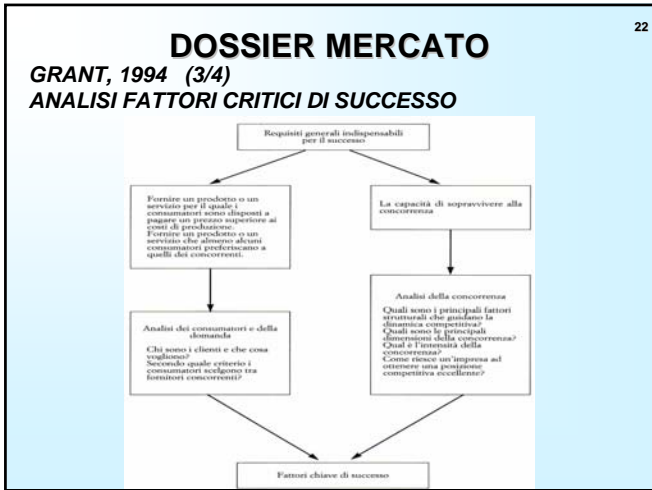 22
DOSSIER MERCATO
GRANT, 1994 (3/4)
ANALISI FATTORI CRITICI DI SUCCESSO
Requisiti generali indispensabili
per il successo
Fornire un prodotto o un
servizio per il quale i
consumatori sono disposti a
pagare un prezzo superiore ai
costi di produzione.
Fornire un prodotto o un
servizio che almeno alcuni
consumatori preferiscano a
quelli dei concorrenti.
La capacità di sopravvivere alla
concorrenza
Analisi dei consumatori e della
domanda
Chi sono i clienti e che cosa
vogliono?
Secondo quale criterio i
consumatori scelgono tra
fornitori concorrenti?
Analisi della concorrenza
Quali sono i principali fattori
strutturali che guidano la
dinamica competitiva?
Quali sono le principali
dimensioni della concorrenza?
Qual è l'intensità della
concorrenza?
Come riesce un'impresa ad
ottenere una posizione
competitiva eccellente?
Fattori chiave di successo